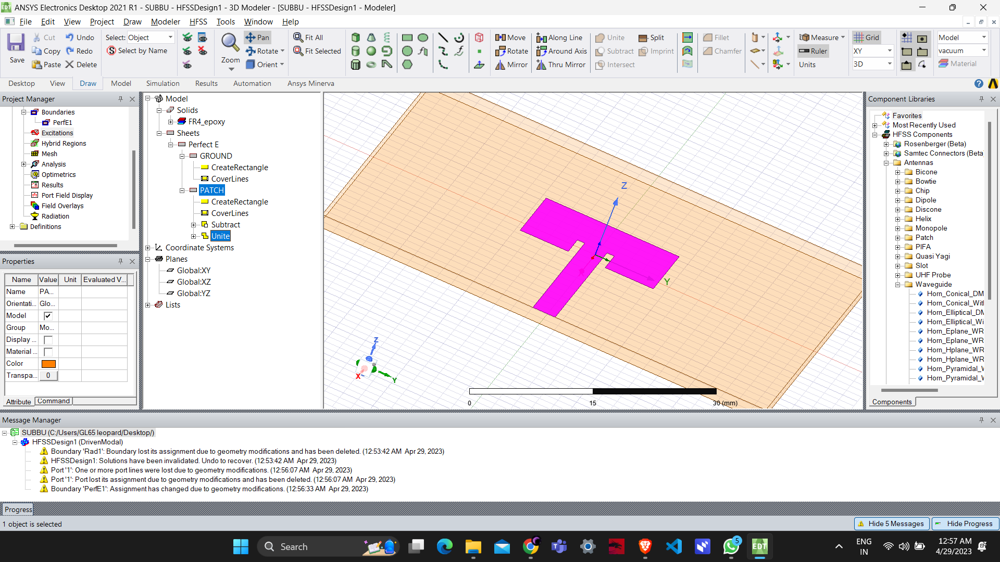 ANSYS Electronics Desktop 2021 R1 - SUBBU - HFSSDesign1 - 3D Modeler - [SUBBU - HFSSDesign1 - Modeler]
File Edit View Project Draw Modeler HFSS Tools Window Help
Save Cut Copy Paste Undo Redo Delete
Select: Object
Select by Name
Zoom Pan Rotate Orient
Fit All
Fit Selected
Move Rotate Mirror
Along Line
Around Axis
Thru Mirror
Unite Subtract Intersect
Split Imprint
Fillet
Chamfer
Measure
Ruler
Units
Grid
XY
3D
Model
vacuum
Material
Desktop View Draw Model Simulation Results Automation Ansys Minerva
Project Manager
Boundaries
PerfE1
Excitations
Hybrid Regions
Mesh
Analysis
Optimetrics
Results
Port Field Display
Field Overlays
Radiation
Definitions
Properties
Name Value Unit Evaluated V...
Name PA...
Orientati... Glo...
Model
Group Mo...
Display ...
Material ...
Color
Transpa... 0
Attribute Command
Model
Solids
FR4_epoxy
Sheets
Perfect E
GROUND
CreateRectangle
CoverLines
PATCH
CreateRectangle
CoverLines
Subtract
Unite
Coordinate Systems
Planes
Global:XY
Global:XZ
Global:YZ
Lists
Z
Y
Z
X
Y
0 15 30 (mm)
Component Libraries
Favorites
Most Recently Used
HFSS Components
Rosenberger (Beta)
Samtec Connectors (Beta
Antennas
Bicone
Bowtie
Chip
Dipole
Discone
Helix
Monopole
Patch
PIFA
Quasi Yagi
Slot
UHF Probe
Waveguide
Horn_Conical_DM
Horn_Conical_Witl
Horn_Elliptical_DM
Horn_Elliptical_Wi
Horn_Eplane_WR
Horn_Eplane_WR
Horn_Hplane_WR
Horn_Hplane_WR
Horn_Pyramidal_W
Horn_Pyramidal_W
Components
Message Manager
SUBBU (C:/Users/GL65 leopard/Desktop/)
HFSSDesign1 (DrivenModal)
Boundary 'Rad1': Boundary lost its assignment due to geometry modifications and has been deleted. (12:53:42 AM Apr 29, 2023)
HFSSDesign1: Solutions have been invalidated. Undo to recover. (12:53:42 AM Apr 29, 2023)
Port '1': One or more port lines were lost due to geometry modifications. (12:56:07 AM Apr 29, 2023)
Port '1': Port lost its assignment due to geometry modifications and has been deleted. (12:56:07 AM Apr 29, 2023)
Boundary 'PerfE1': Assignment has changed due to geometry modifications. (12:56:33 AM Apr 29, 2023)
Progress
1 object is selected
Hide 5 Messages Hide Progress
Search
EDT
5
ENG
IN
12:57 AM
4/29/2023